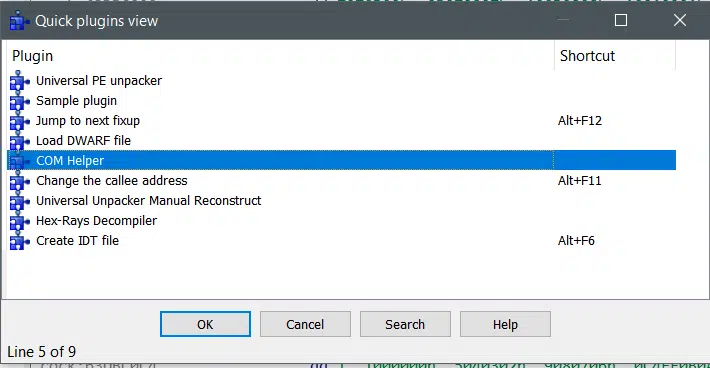 Quick plugins view
Plugin Shortcut
Universal PE unpacker
Sample plugin
Jump to next fixup Alt+F12
Load DWARF file
COM Helper
Change the callee address Alt+F11
Universal Unpacker Manual Reconstruct
Hex-Rays Decompiler
Create IDT file Alt+F6
OK Cancel Search Help
Line 5 of 9